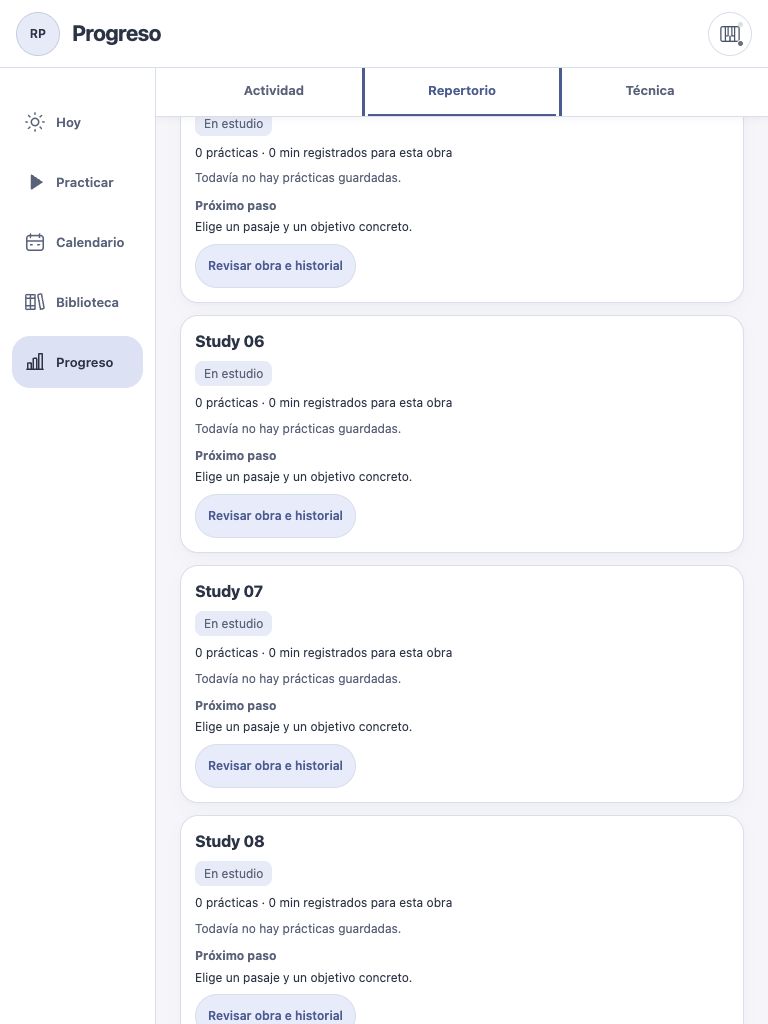 RP
Progreso
Hoy
Practicar
Calendario
Biblioteca
Progreso
Actividad
Repertorio
Técnica
En estudio
0 prácticas · 0 min registrados para esta obra
Todavía no hay prácticas guardadas.
Próximo paso
Elige un pasaje y un objetivo concreto.
Revisar obra e historial
Study 06
En estudio
0 prácticas · 0 min registrados para esta obra
Todavía no hay prácticas guardadas.
Próximo paso
Elige un pasaje y un objetivo concreto.
Revisar obra e historial
Study 07
En estudio
0 prácticas · 0 min registrados para esta obra
Todavía no hay prácticas guardadas.
Próximo paso
Elige un pasaje y un objetivo concreto.
Revisar obra e historial
Study 08
En estudio
0 prácticas · 0 min registrados para esta obra
Todavía no hay prácticas guardadas.
Próximo paso
Elige un pasaje y un objetivo concreto.
Revisar obra e historial